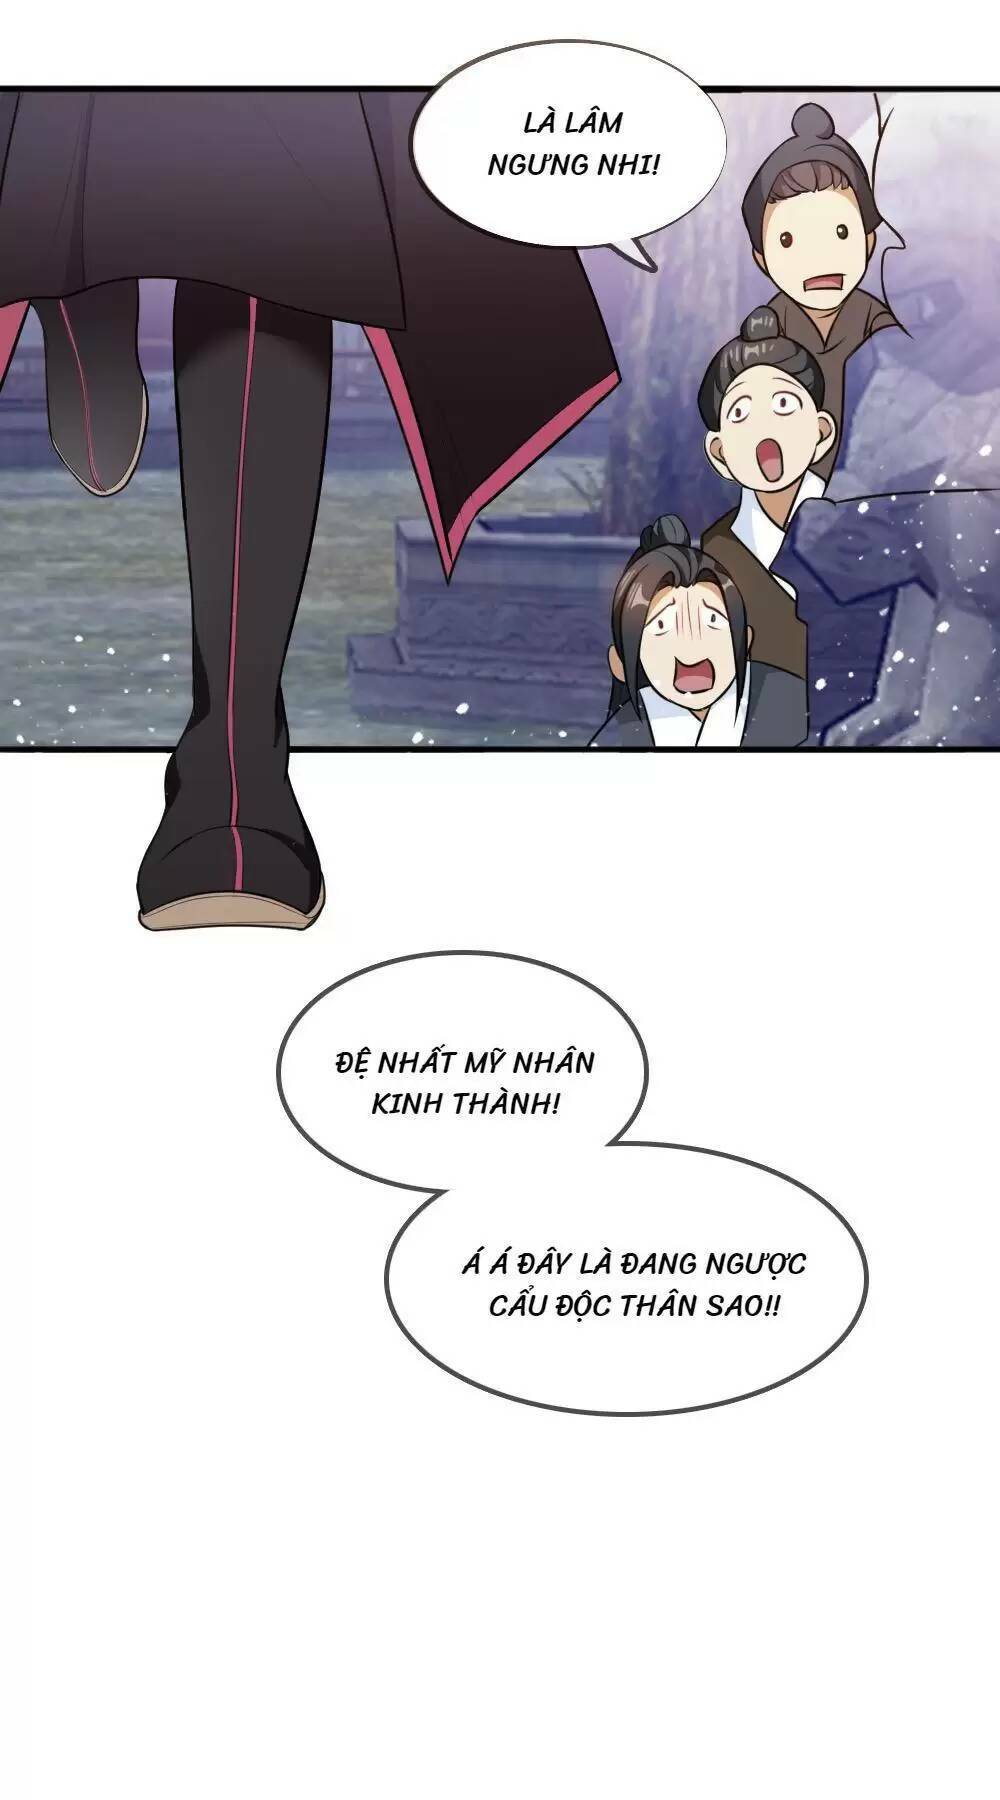 LÀ LÂM
NGƯNG NHI!
ĐỆ NHẤT MỸ NHÂN
KINH THÀNH!
Á Á ĐÂY LÀ ĐANG NGƯỢC
CẨU ĐỘC THÂN SAO!!